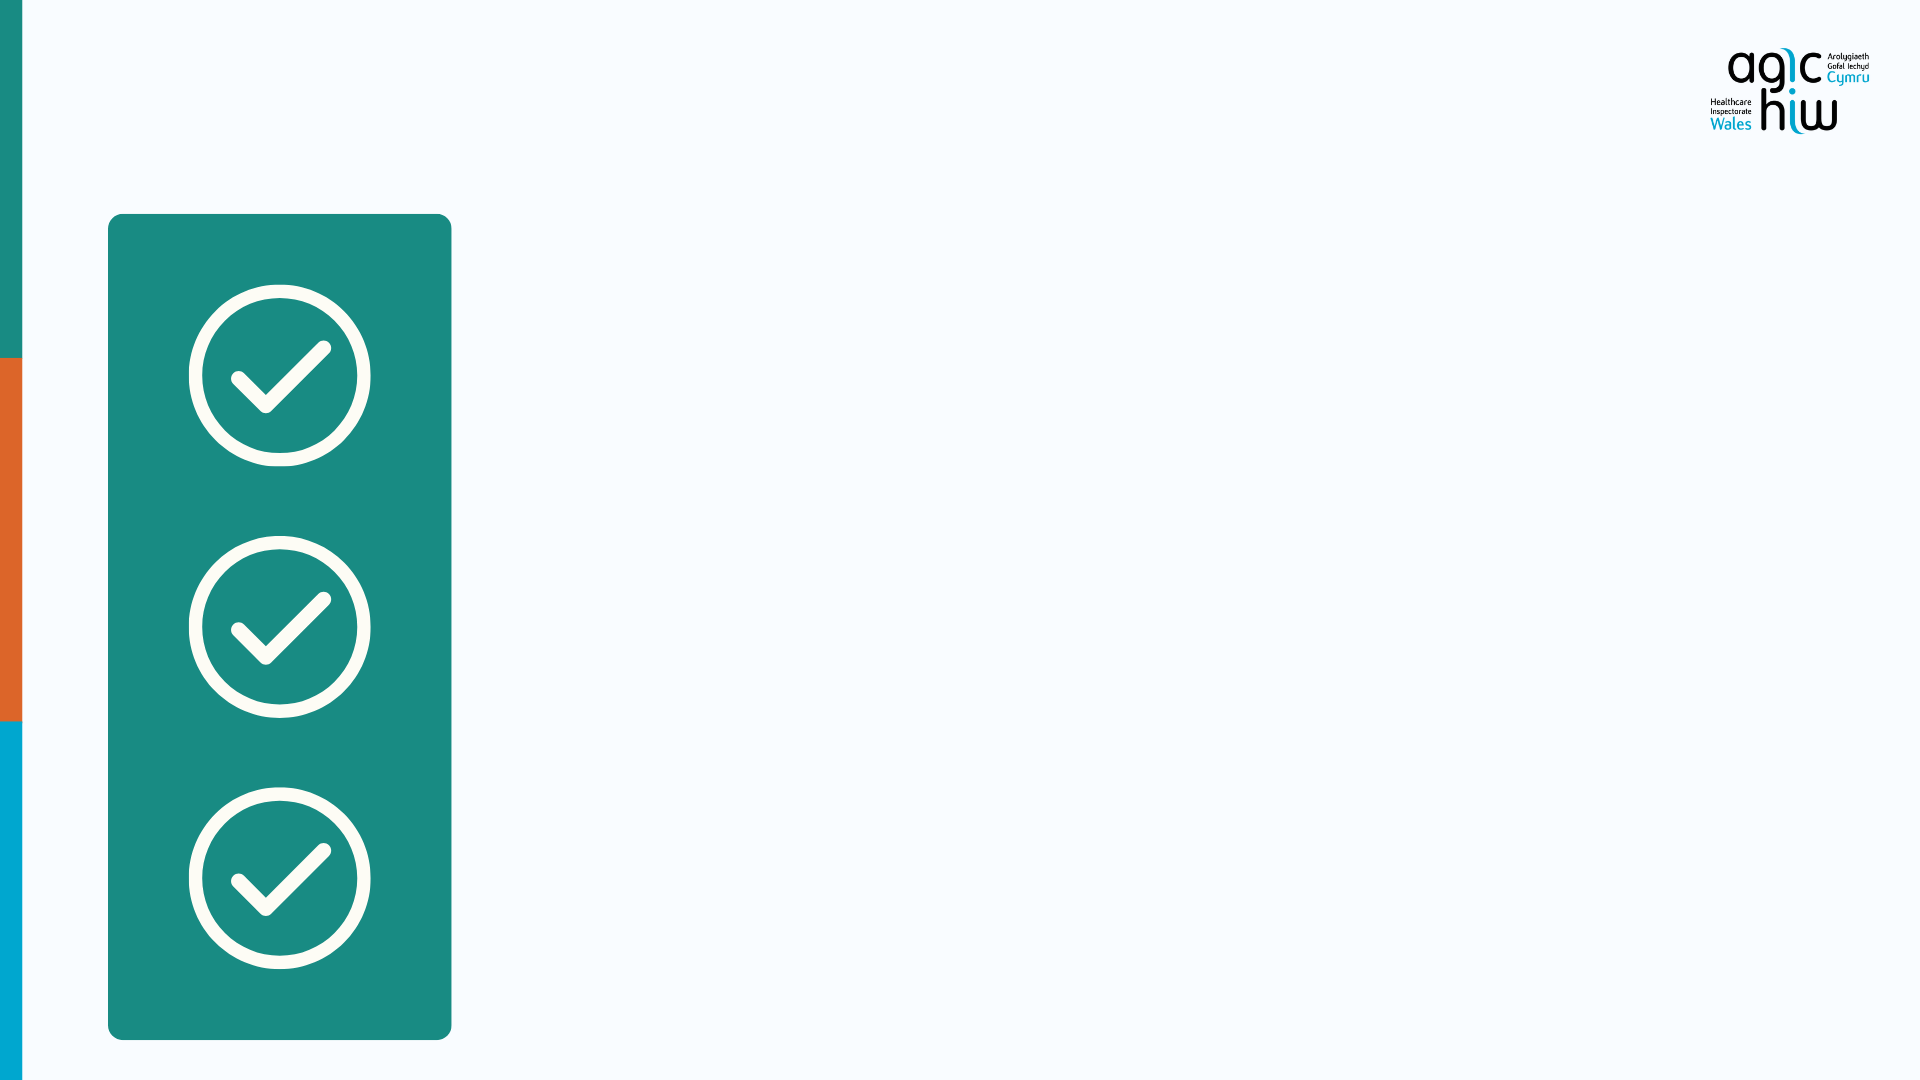 agic
Arolygiaeth
Gofal Iechyd
Cymru
Healthcare
Inspectorate
Wales
hiw